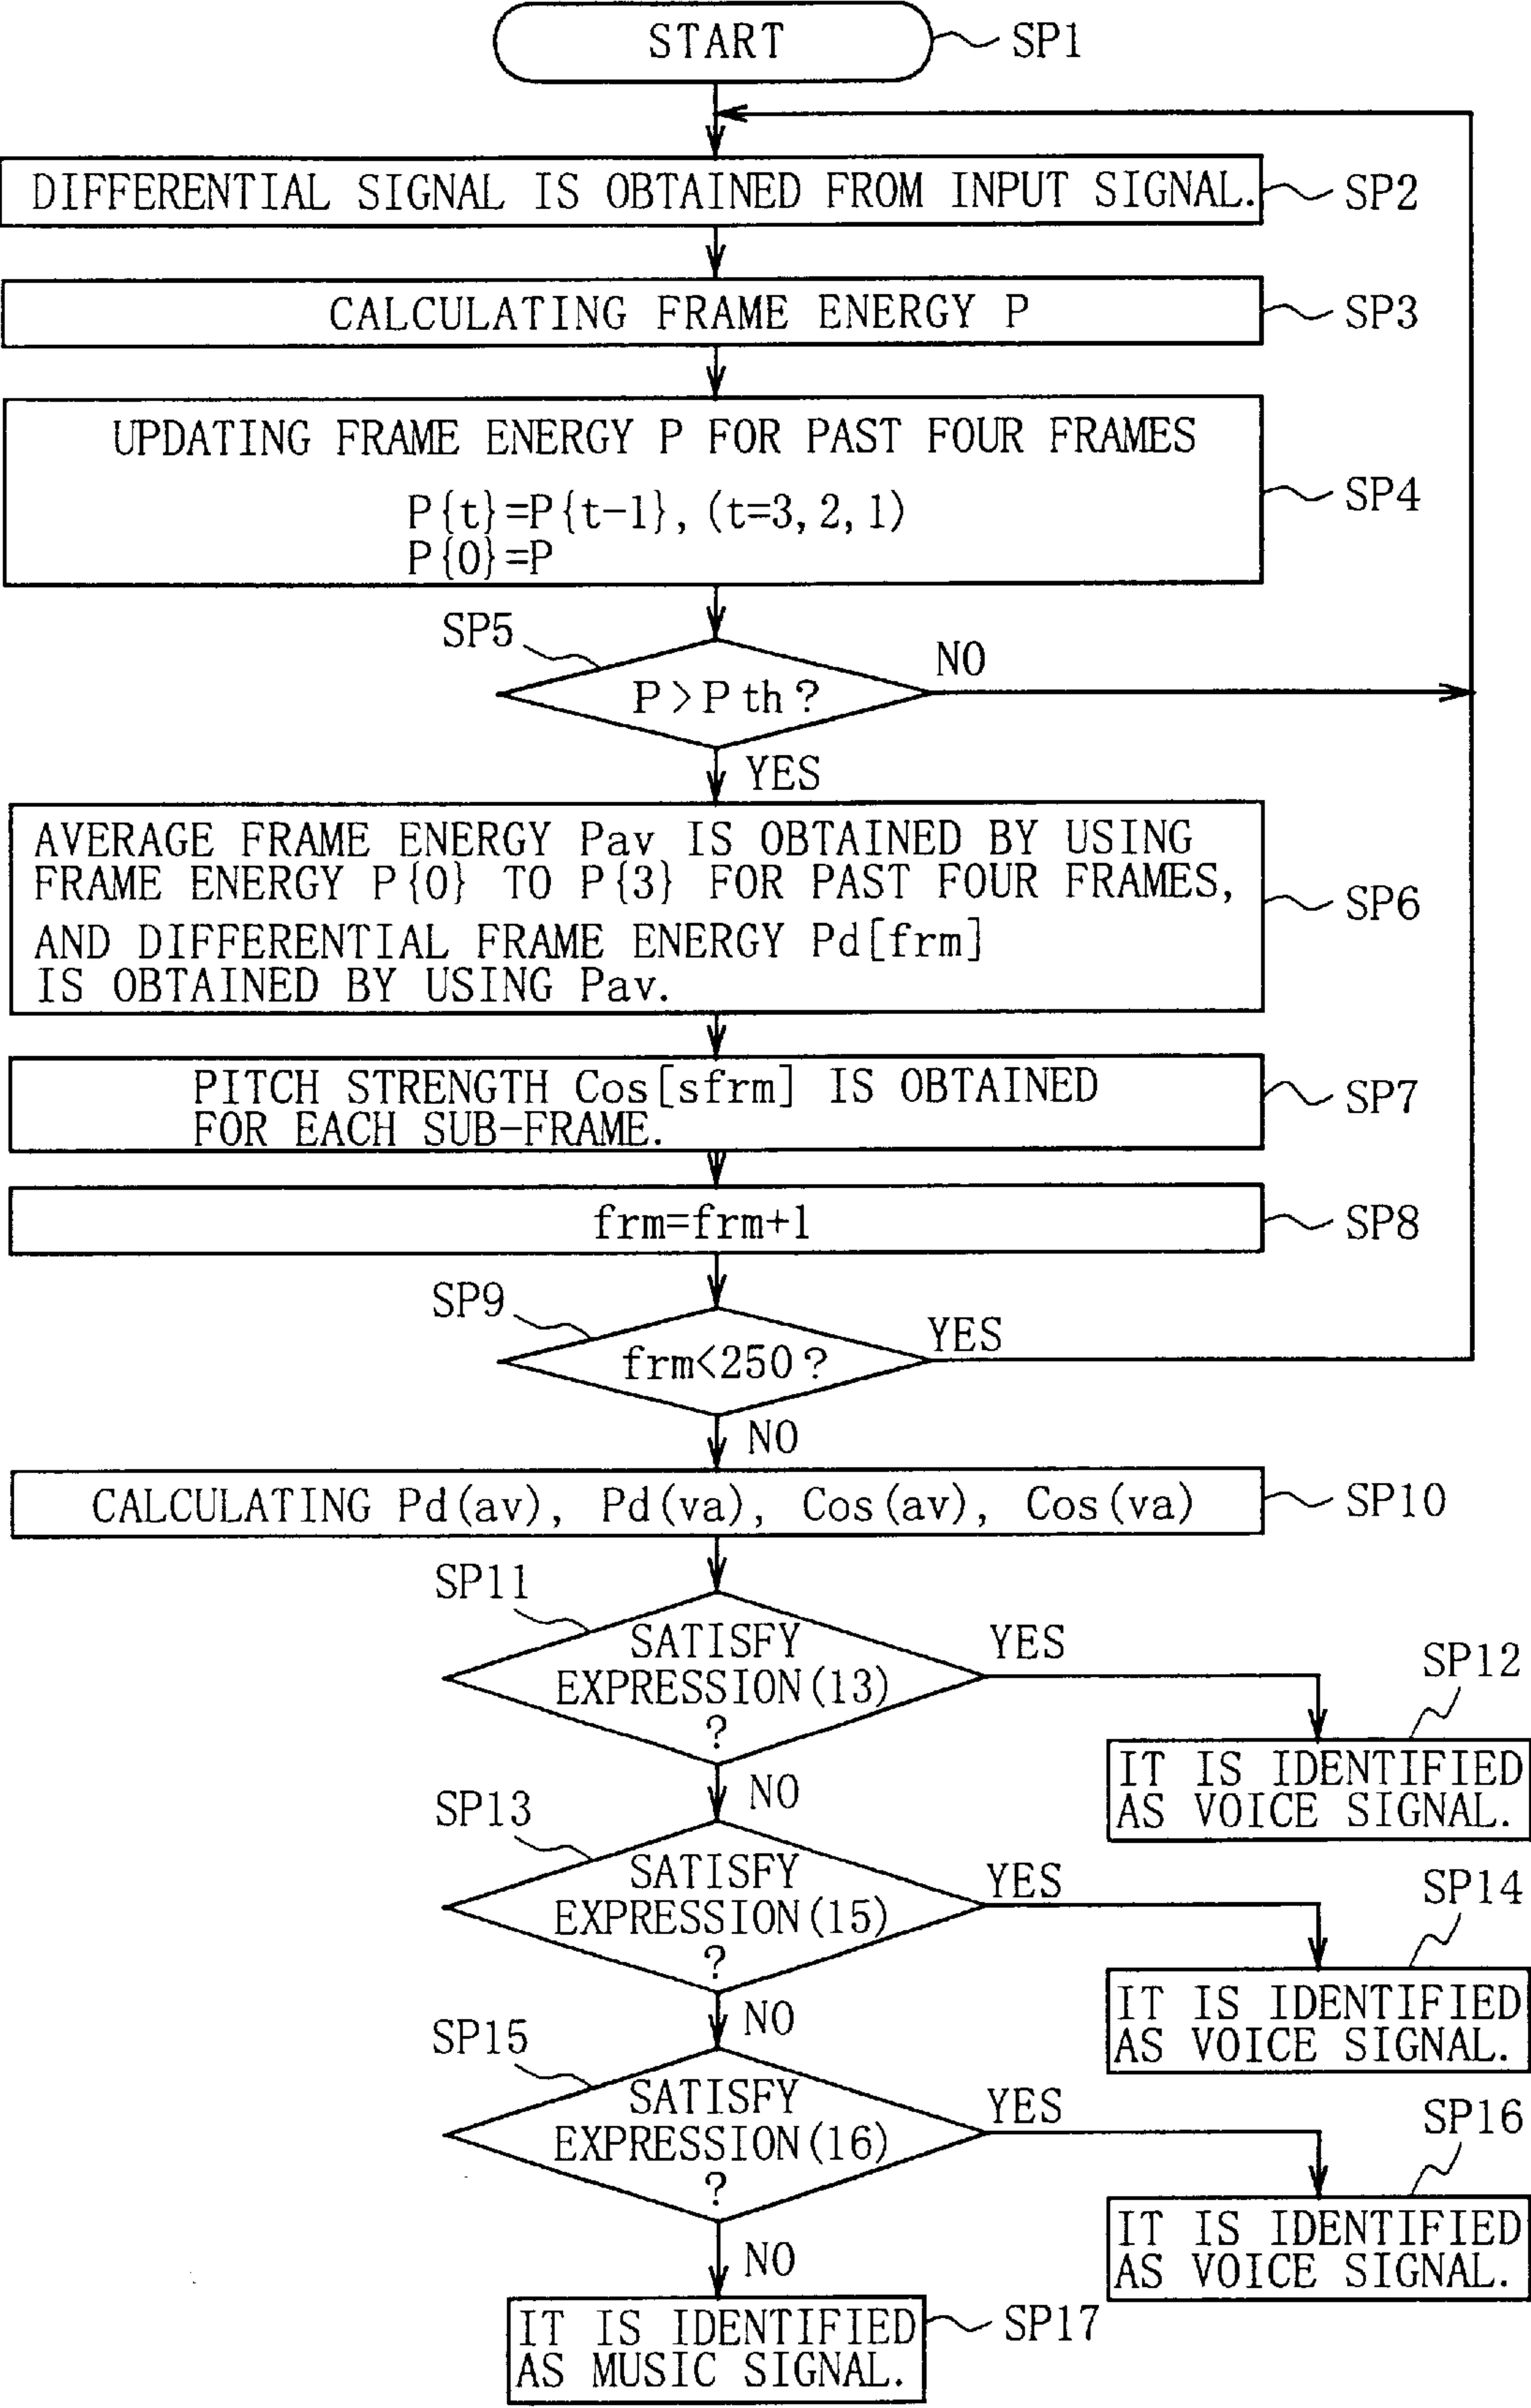 START
SP1
DIFFERENTIAL SIGNAL IS OBTAINED FROM INPUT SIGNAL.
SP2
CALCULATING FRAME ENERGY P
SP3
UPDATING FRAME ENERGY P FOR PAST FOUR FRAMES
P{t}=P{t-1}, (t=3, 2, 1)
P{0}=P
SP4
SP5
P>Pth?
NO
YES
AVERAGE FRAME ENERGY Pav IS OBTAINED BY USING
FRAME ENERGY P{0} TO P{3} FOR PAST FOUR FRAMES,
AND DIFFERENTIAL FRAME ENERGY Pd[frm]
IS OBTAINED BY USING Pav.
SP6
PITCH STRENGTH Cos[sfrm] IS OBTAINED
FOR EACH SUB-FRAME.
SP7
frm=frm+1
SP8
SP9
frm<250?
YES
NO
CALCULATING Pd(av), Pd(va), Cos(av), Cos(va)
SP10
SP11
SATISFY
EXPRESSION(13)
?
YES
SP12
IT IS IDENTIFIED
AS VOICE SIGNAL.
NO
SP13
SATISFY
EXPRESSION(15)
?
YES
SP14
IT IS IDENTIFIED
AS VOICE SIGNAL.
NO
SP15
SATISFY
EXPRESSION(16)
?
YES
SP16
IT IS IDENTIFIED
AS VOICE SIGNAL.
NO
IT IS IDENTIFIED
AS MUSIC SIGNAL.
SP17